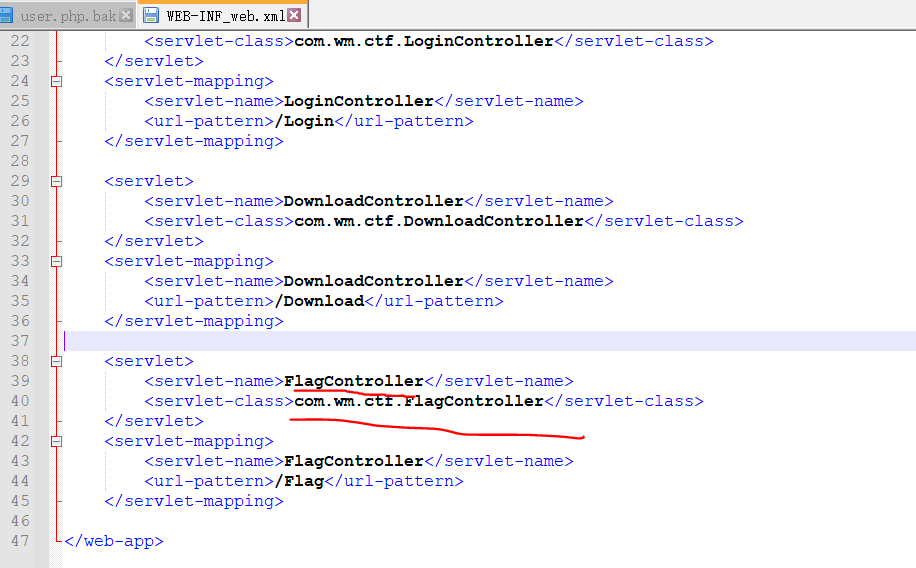 user.php.bak WEB-INF_web.xml
22 <servlet-class>com.wm.ctf.LoginController</servlet-class>
23 </servlet>
24 <servlet-mapping>
25 <servlet-name>LoginController</servlet-name>
26 <url-pattern>/Login</url-pattern>
27 </servlet-mapping>
28
29 <servlet>
30 <servlet-name>DownloadController</servlet-name>
31 <servlet-class>com.wm.ctf.DownloadController</servlet-class>
32 </servlet>
33 <servlet-mapping>
34 <servlet-name>DownloadController</servlet-name>
35 <url-pattern>/Download</url-pattern>
36 </servlet-mapping>
37
38 <servlet>
39 <servlet-name>FlagController</servlet-name>
40 <servlet-class>com.wm.ctf.FlagController</servlet-class>
41 </servlet>
42 <servlet-mapping>
43 <servlet-name>FlagController</servlet-name>
44 <url-pattern>/Flag</url-pattern>
45 </servlet-mapping>
46
47 </web-app>